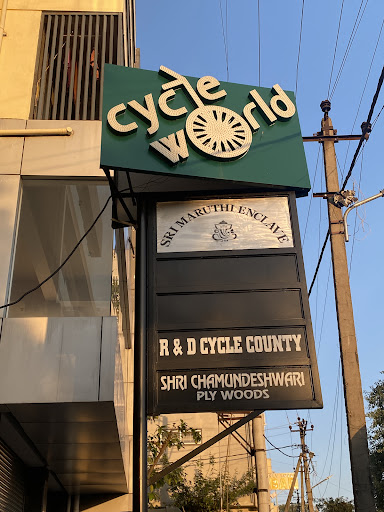 cycle
world
SRI MARUTHI ENCLAVE
R & D CYCLE COUNTY
SHRI CHAMUNDESHWARI
PLY WOODS